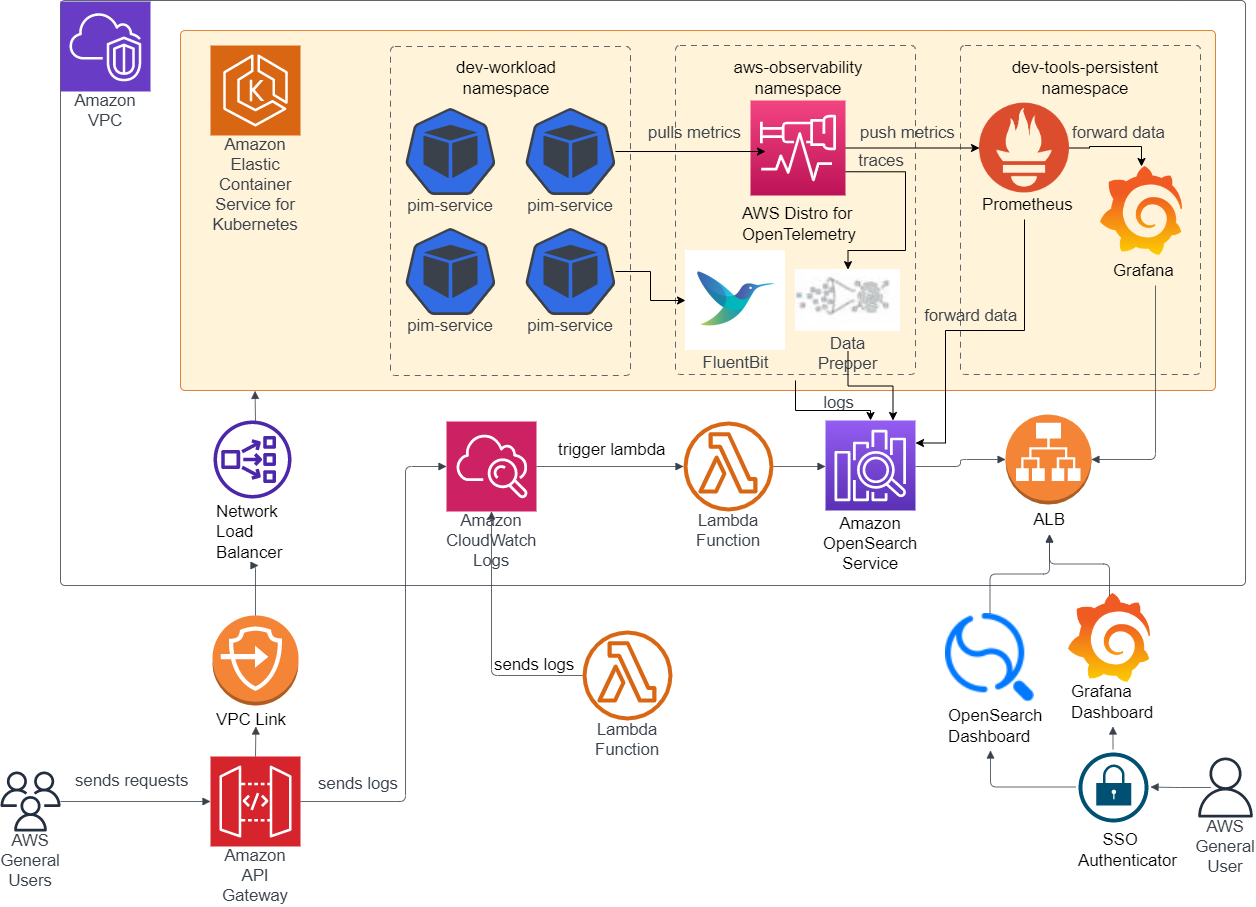 Amazon
VPC
Amazon
Elastic
Container
Service for
Kubernetes
dev-workload
namespace
pim-service
pim-service
pim-service
pim-service
aws-observability
namespace
pulls metrics
AWS Distro for
OpenTelemetry
push metrics
traces
FluentBit
Data
Prepper
dev-tools-persistent
namespace
Prometheus
forward data
Grafana
forward data
logs
Network
Load
Balancer
Amazon
CloudWatch
Logs
trigger lambda
Lambda
Function
Amazon
OpenSearch
Service
ALB
VPC Link
sends logs
Lambda
Function
OpenSearch
Dashboard
Grafana
Dashboard
AWS
General
Users
sends requests
Amazon
API
Gateway
sends logs
SSO
Authenticator
AWS
General
User